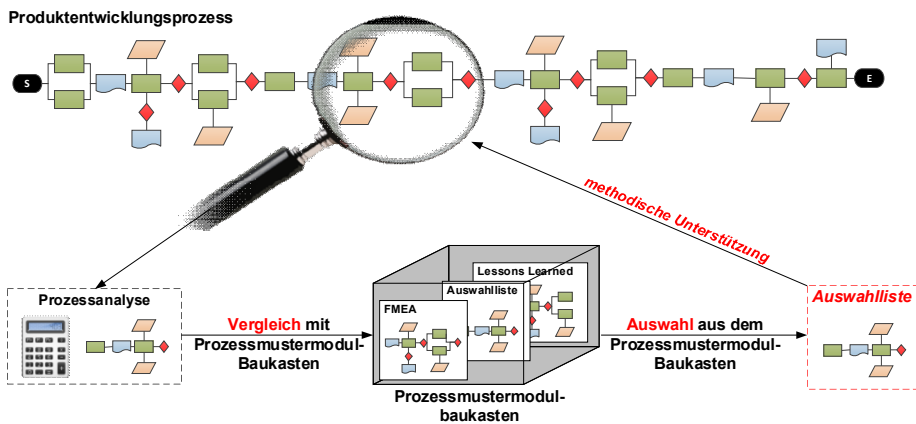 Produktentwicklungsprozess
S
E
methodische Unterstützung
Prozessanalyse
Vergleich mit
Prozessmustermodul-
Baukasten
Lessons Learned
Auswahlliste
FMEA
Prozessmustermodul-
baukasten
Auswahl aus dem
Prozessmustermodul-
Baukasten
Auswahlliste